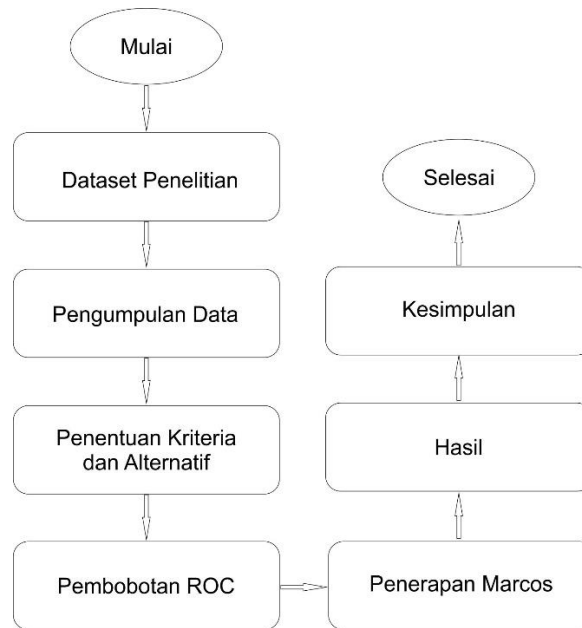 Mulai
Dataset Penelitian
Pengumpulan Data
Penentuan Kriteria
dan Alternatif
Pembobotan ROC
Penerapan Marcos
Hasil
Kesimpulan
Selesai